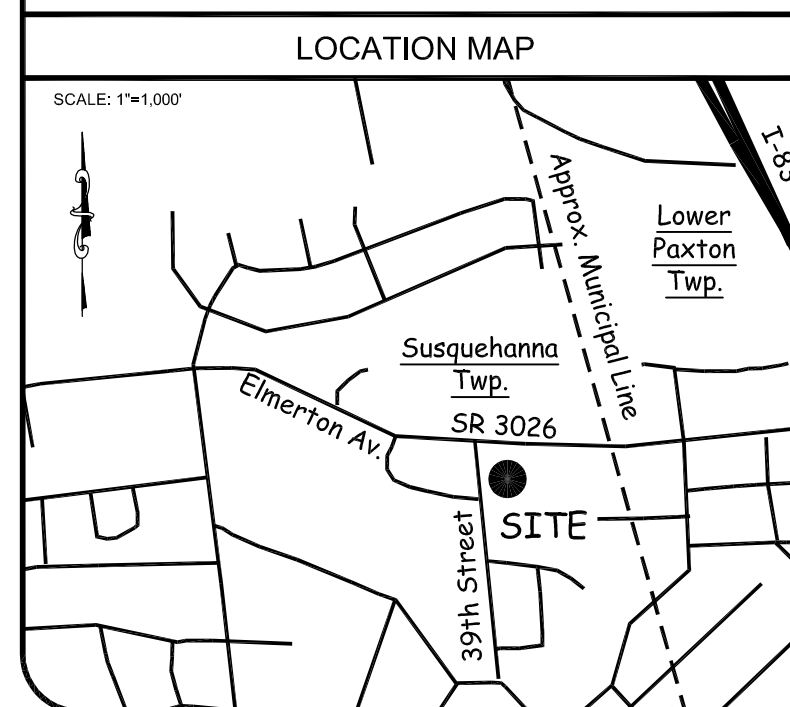 LOCATION MAP
SCALE: 1"=1,000'
Approx. Municipal Line
Lower
Paxton
Twp.
Susquehanna
Twp.
Elmerton Av.
SR 3026
SITE
39th Street